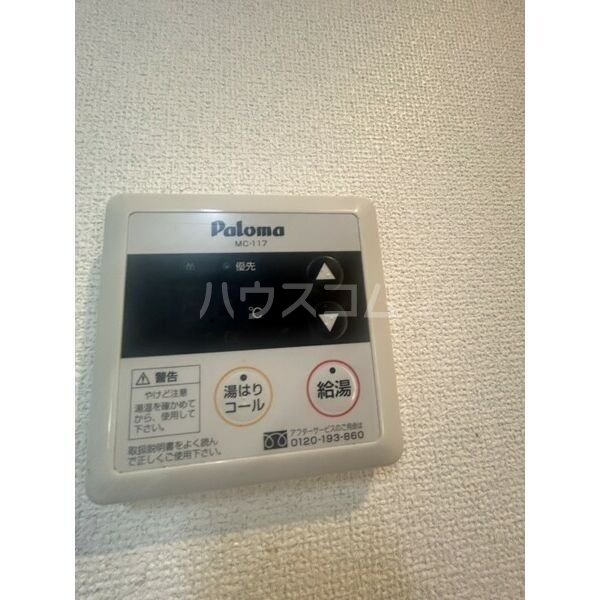 Paloma
MC-117
優先
ハウスコム
℃
⚠警告
やけど注意
湯温を確かめて
から、使用して
下さい。
取扱説明書をよく読ん
で正しくご使用下さい。
湯はり
コール
給湯
アフターサービスのご用命は
0120-193-860